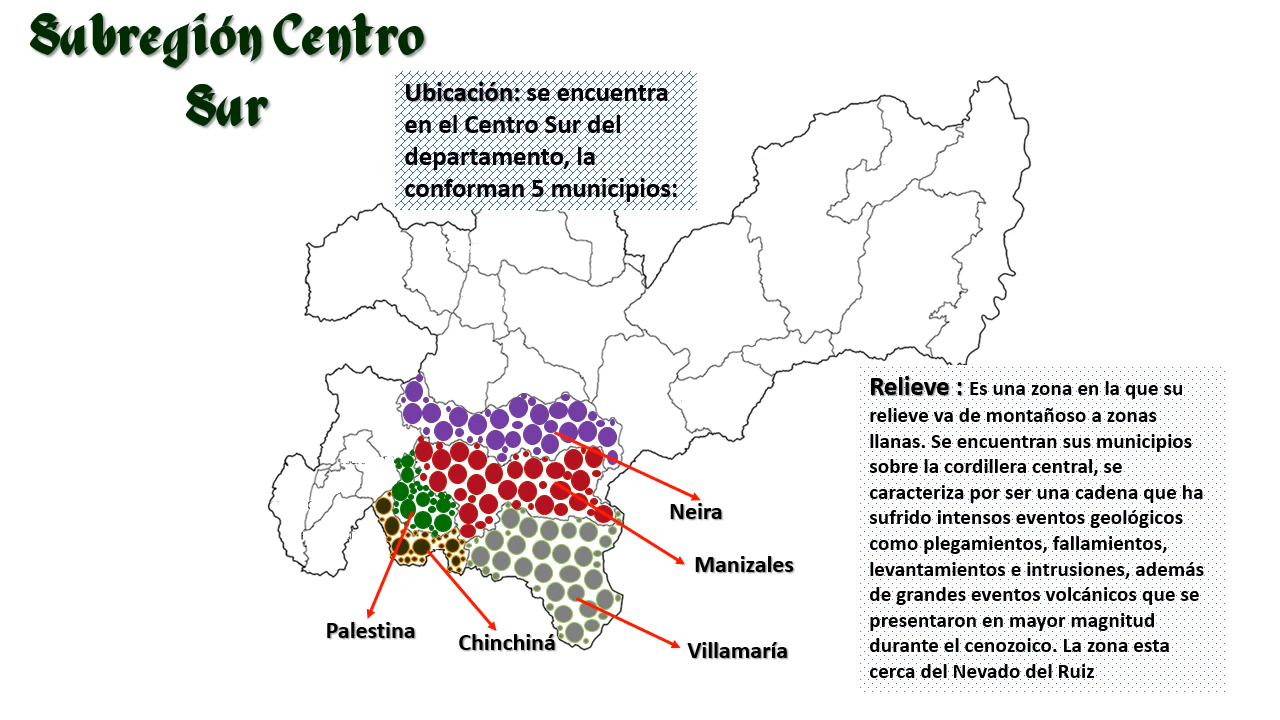 Subregión Centro
Sur
Ubicación: se encuentra
en el Centro Sur del
departamento, la
conforman 5 municipios:
Relieve : Es una zona en la que su
relieve va de montañoso a zonas
llanas. Se encuentran sus municipios
sobre la cordillera central, se
caracteriza por ser una cadena que ha
sufrido intensos eventos geológicos
como plegamientos, fallamientos,
levantamientos e intrusiones, además
de grandes eventos volcánicos que se
presentaron en mayor magnitud
durante el cenozoico. La zona esta
cerca del Nevado del Ruiz
Neira
Manizales
Palestina
Chinchiná
Villamaría